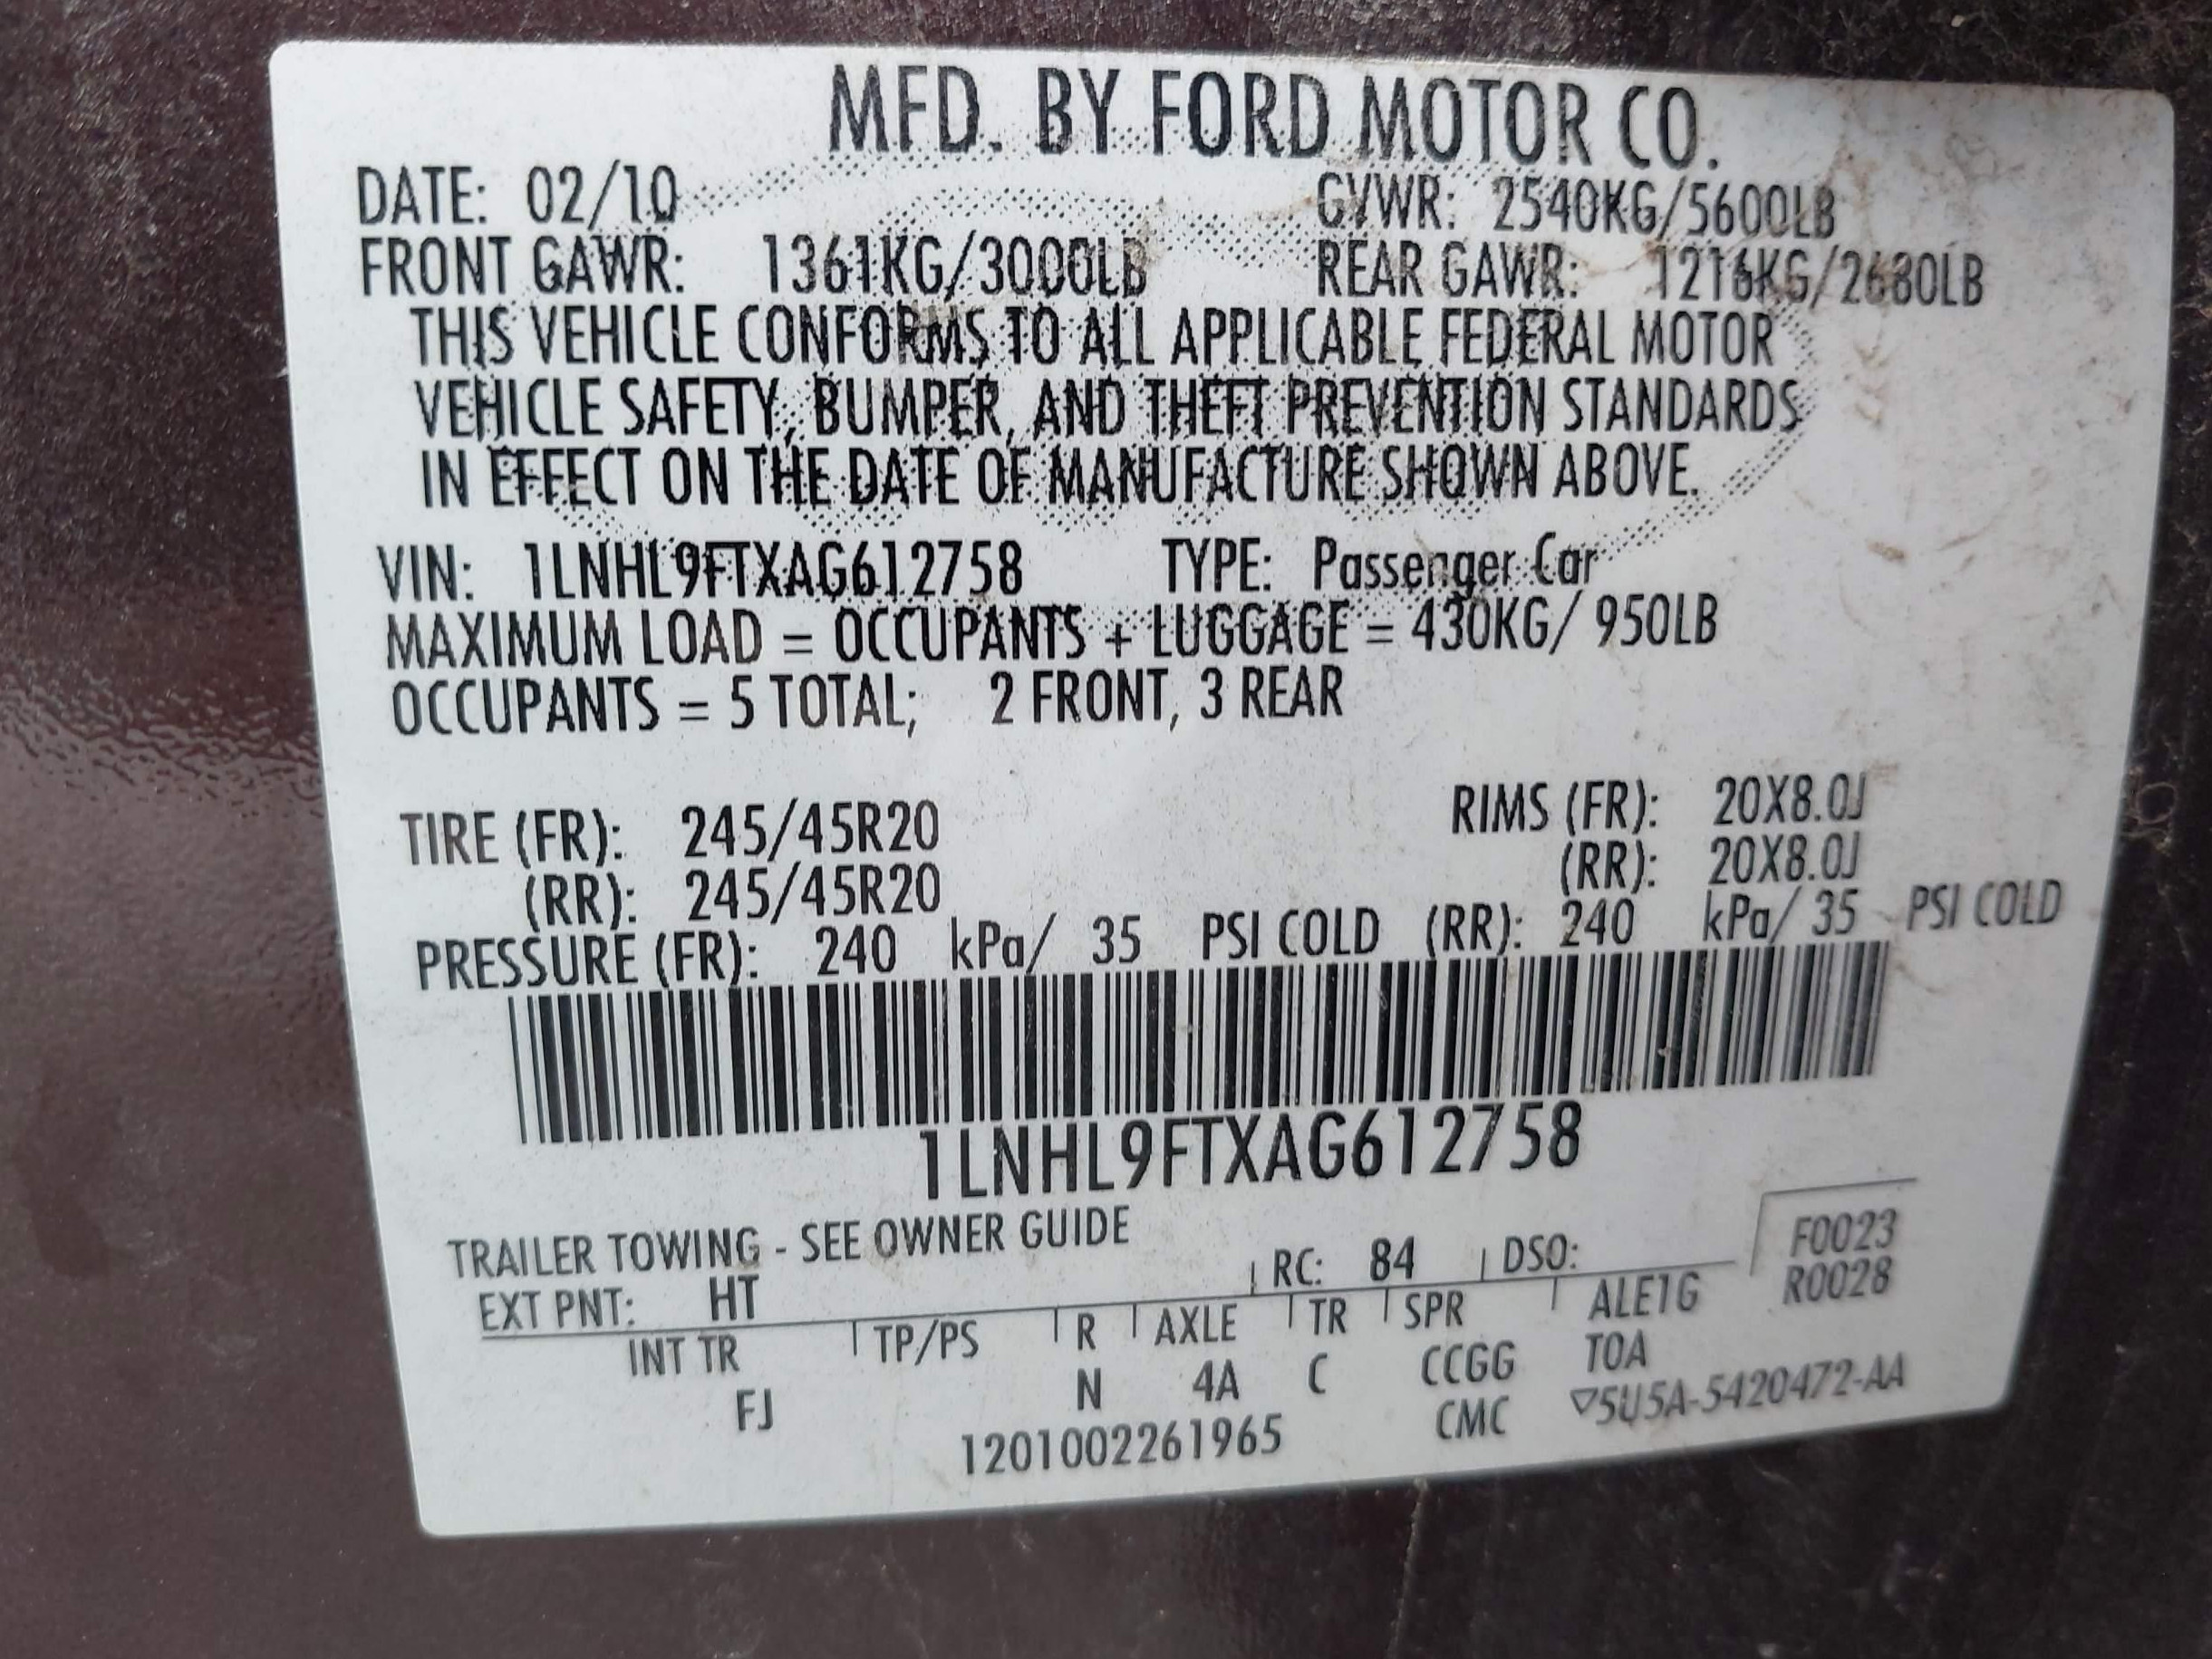 MFD. BY FORD MOTOR CO.
DATE: 02/10 GVWR: 2540KG/5600LB
FRONT GAWR: 1361KG/3000LB REAR GAWR: 1216KG/2680LB
THIS VEHICLE CONFORMS TO ALL APPLICABLE FEDERAL MOTOR
VEHICLE SAFETY, BUMPER, AND THEFT PREVENTION STANDARDS
IN EFFECT ON THE DATE OF MANUFACTURE SHOWN ABOVE.
VIN: 1LNHL9FTXAG612758 TYPE: Passenger Car
MAXIMUM LOAD = OCCUPANTS + LUGGAGE = 430KG/ 950LB
OCCUPANTS = 5 TOTAL; 2 FRONT, 3 REAR
TIRE (FR): 245/45R20 RIMS (FR): 20X8.0J
(RR): 245/45R20 (RR): 20X8.0J
PRESSURE (FR): 240 kPa/ 35 PSI COLD (RR): 240 kPa/ 35 PSI COLD
1LNHL9FTXAG612758
TRAILER TOWING - SEE OWNER GUIDE F0023
EXT PNT: HT RC: 84 DSO: R0028
INT TR TP/PS R AXLE TR SPR ALE1G
FJ N 4A C CCGG TOA
1201002261965 CMC ▽5U5A-5420472-AA